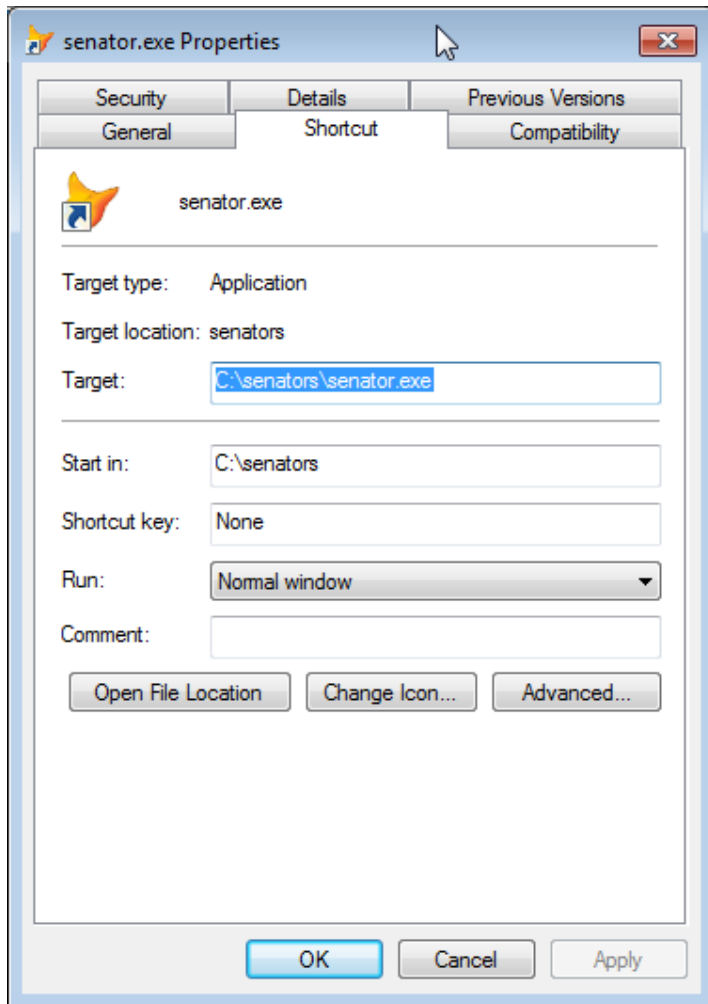 senator.exe Properties
Security Details Previous Versions
General Shortcut Compatibility
senator.exe
Target type: Application
Target location: senators
Target: C:\senators\senator.exe
Start in: C:\senators
Shortcut key: None
Run: Normal window
Comment:
Open File Location Change Icon... Advanced...
OK Cancel Apply